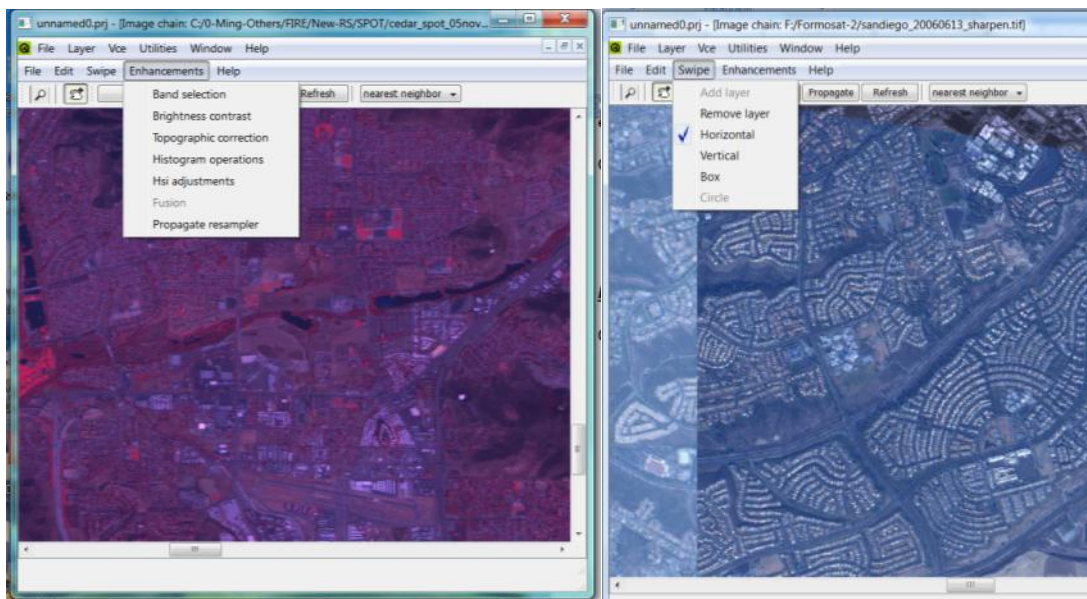 unnamed0.prj - [Image chain: C:/0-Ming-Others/FIRE/New-RS/SPOT/cedar_spot_05nov...
File Layer Vce Utilities Window Help
File Edit Swipe Enhancements Help
Refresh nearest neighbor
Band selection
Brightness contrast
Topographic correction
Histogram operations
Hsi adjustments
Fusion
Propagate resampler
unnamed0.prj - [Image chain: F:/Formosat-2/sandiego_20060613_sharpen.tif]
File Layer Vce Utilities Window Help
File Edit Swipe Enhancements Help
Propagate Refresh nearest neighbor
Add layer
Remove layer
Horizontal
Vertical
Box
Circle